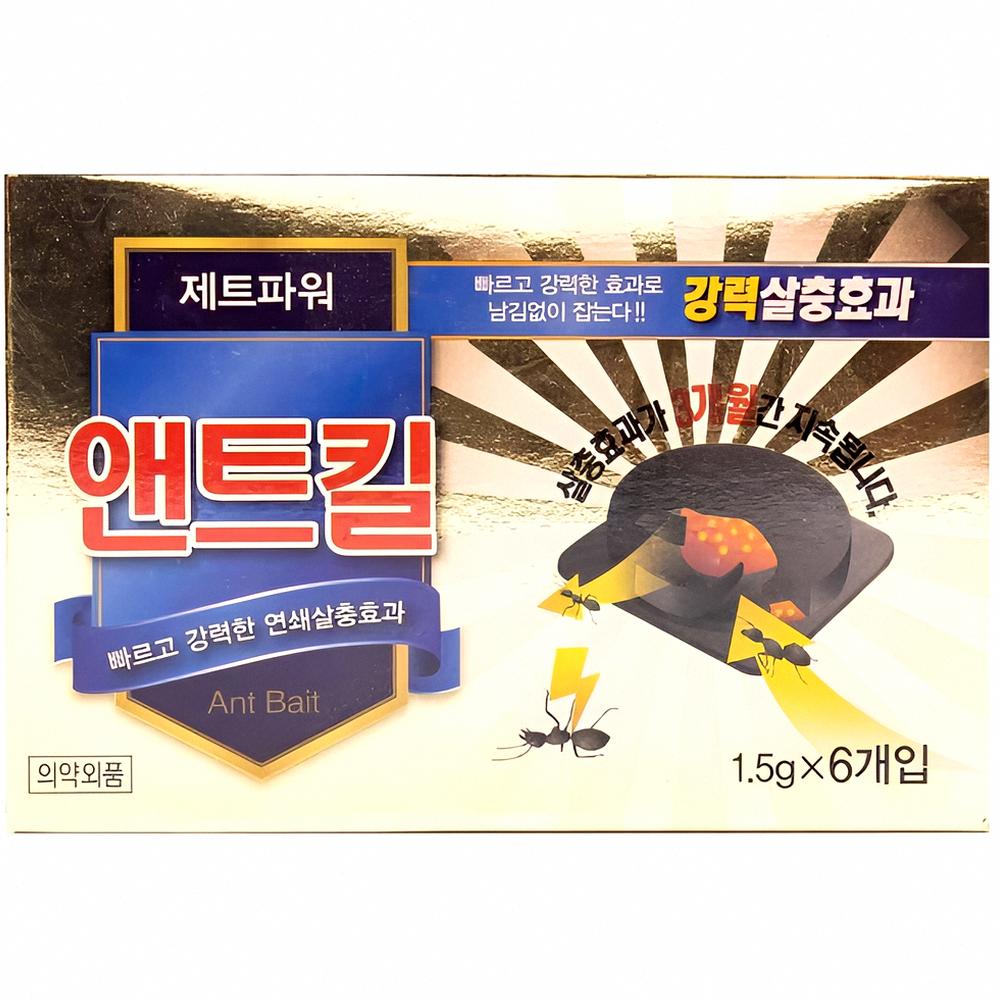 제트파워
빠르고 강력한 효과로
남김없이 잡는다!!
강력살충효과
앤트킬
살충효과가 3개월간 지속됩니다.
빠르고 강력한 연쇄살충효과
Ant Bait
의약외품
1.5g×6개입